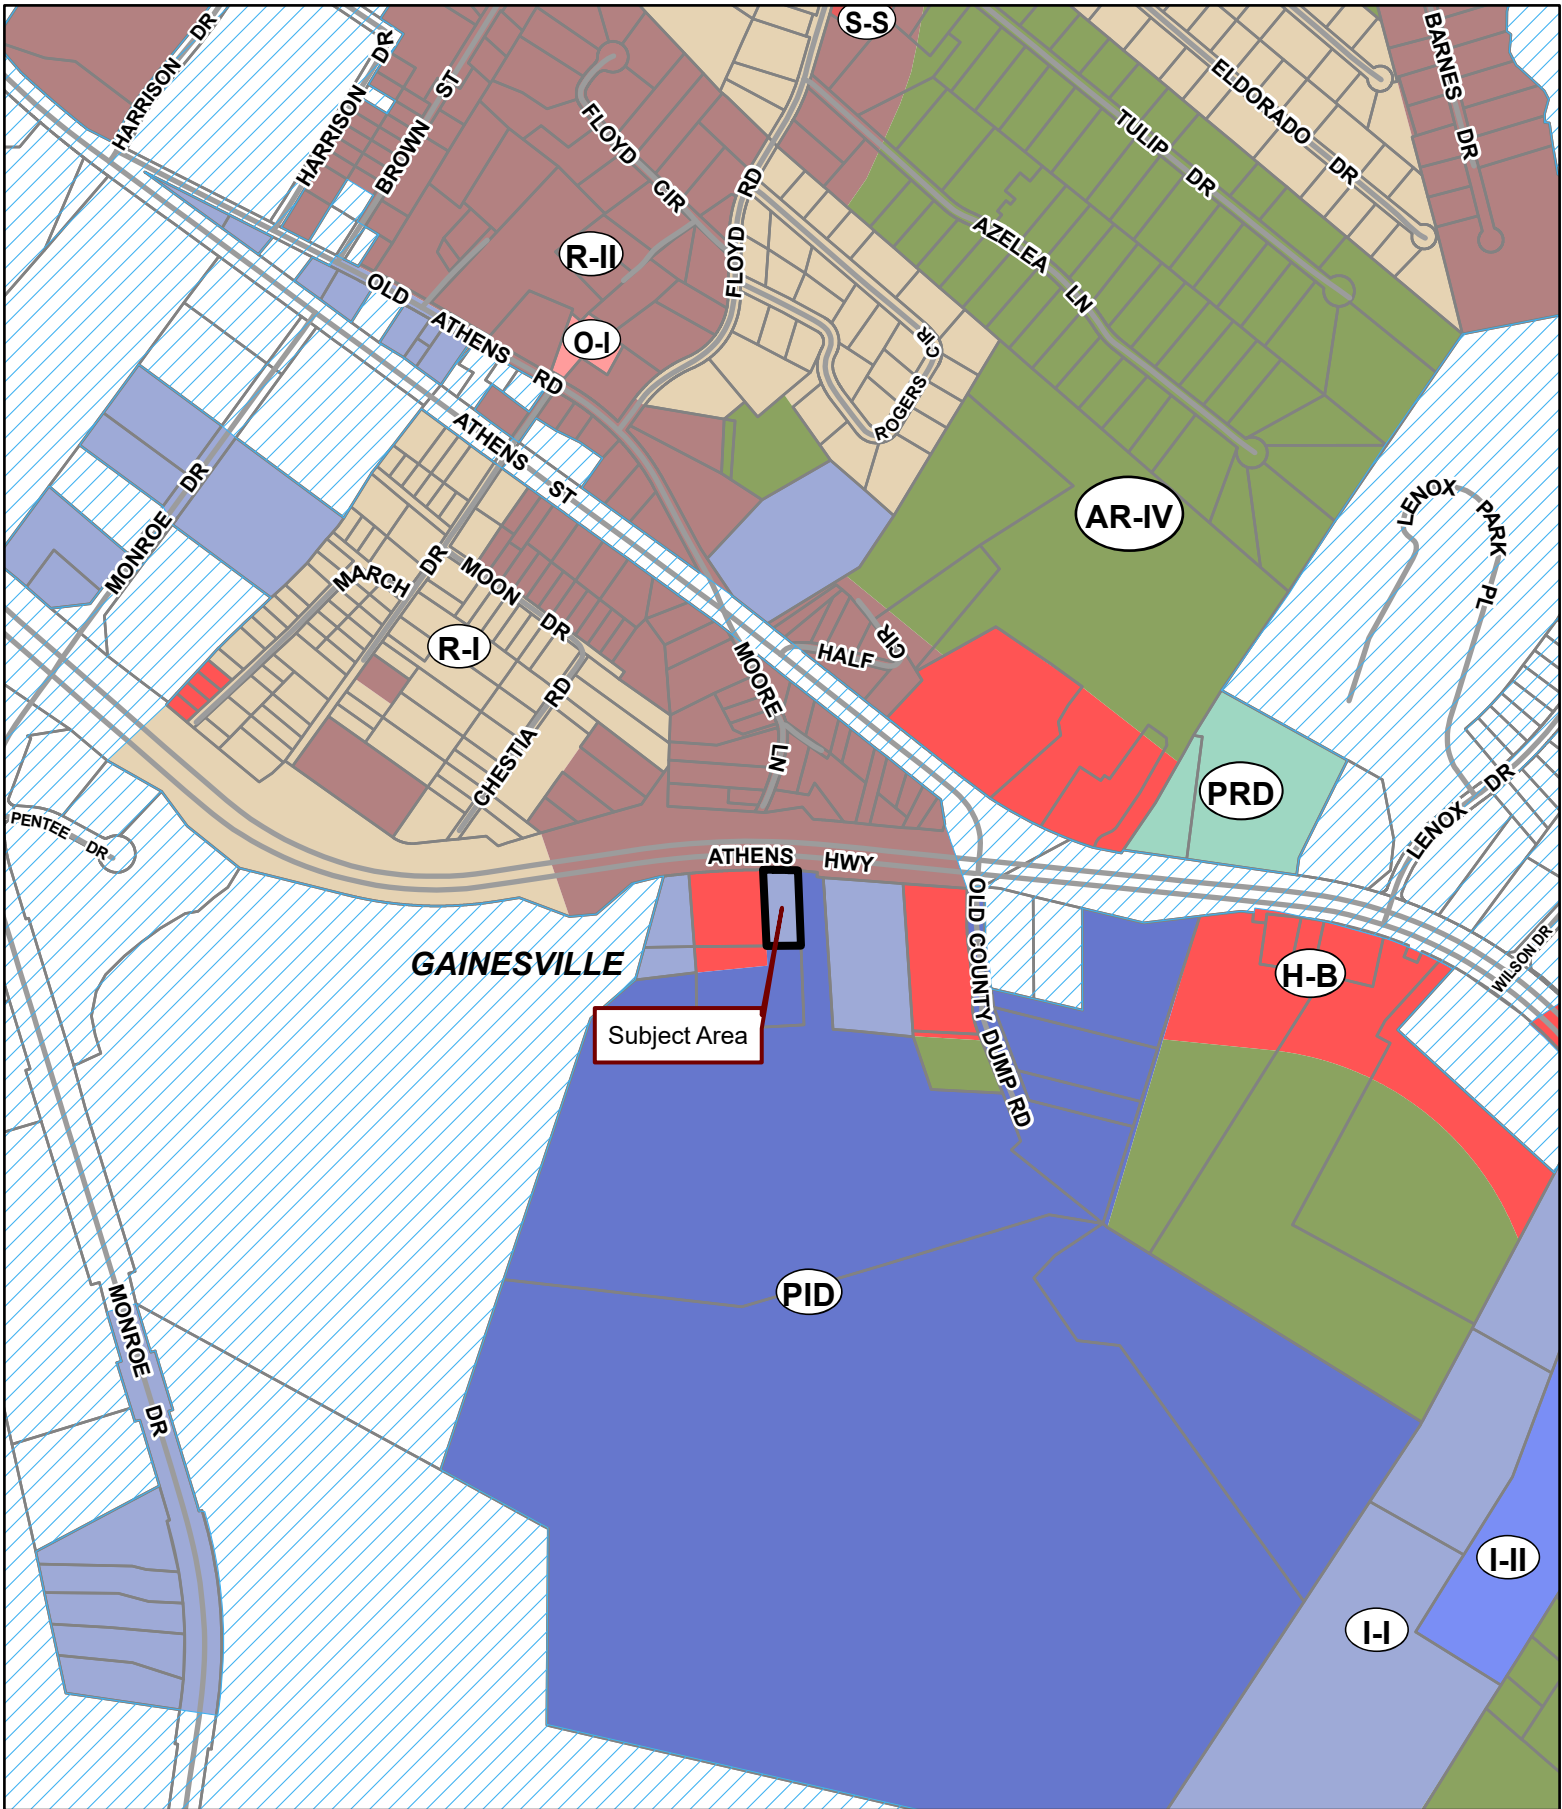 S-S
HARRISON DR
HARRISON DR
BROWN ST
FLOYD CIR
FLOYD RD
TULIP DR
ELDORADO DR
BARNES DR
AZELEA LN
R-II
O-I
OLD ATHENS RD
ROGERS CIR
ATHENS ST
MONROE DR
AR-IV
LENOX PARK PL
MARCH DR
MOON DR
R-I
HALF CIR
MOORE LN
CHESTIA RD
PRD
LENOX DR
PENTEE DR
ATHENS HWY
OLD COUNTY DUMP RD
WILSON DR
GAINESVILLE
H-B
Subject Area
PID
MONROE DR
I-II
I-I